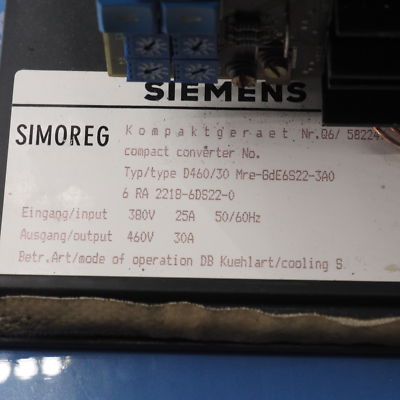 SIEMENS
SIMOREG Kompaktgeraet Nr.Q6/ 58224
compact converter No.
Typ/type D460/30 Mre-GdE6S22-3A0
6 RA 2218-6DS22-0
Eingang/input 380V 25A 50/60Hz
Ausgang/output 460V 30A
Betr.Art/mode of operation DB Kuehlart/cooling S